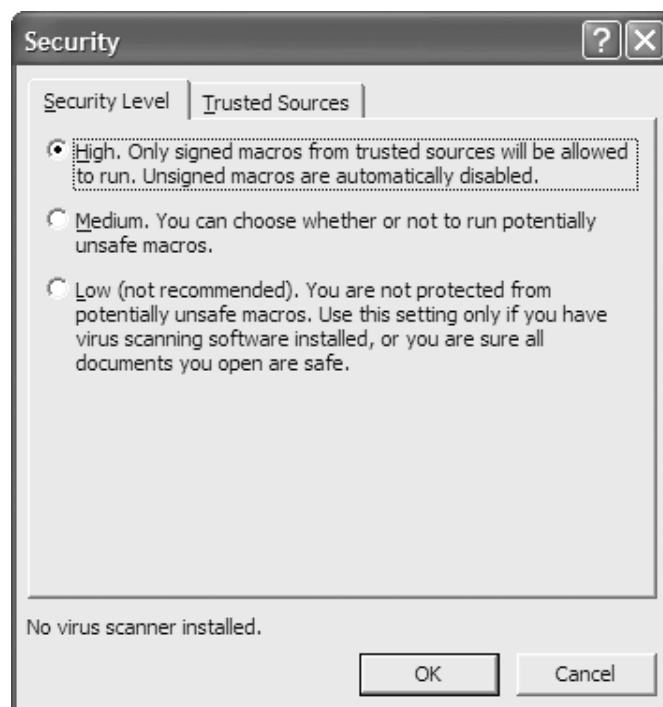 Security
Security Level
Trusted Sources
High. Only signed macros from trusted sources will be allowed
to run. Unsigned macros are automatically disabled.
Medium. You can choose whether or not to run potentially
unsafe macros.
Low (not recommended). You are not protected from
potentially unsafe macros. Use this setting only if you have
virus scanning software installed, or you are sure all
documents you open are safe.
No virus scanner installed.
OK
Cancel